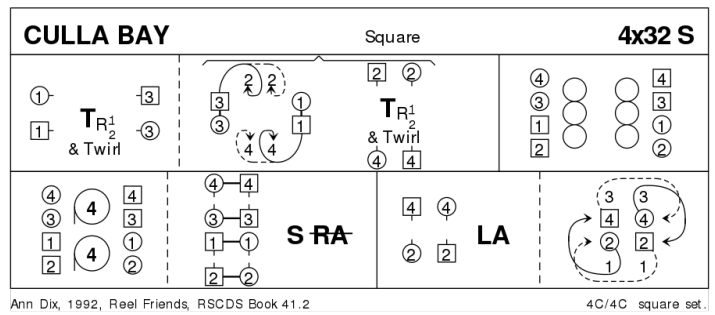 CULLA BAY Square 4x32 S
1 3 T R 1/2 & Twirl 1 3
2 2 3 1 3 1 4 4
2 2 T R 1/2 & Twirl 4 4
4 4 3 3 1 1 2 2
4 4 3 4 3 1 1 4 2 2
4 4 3 3 1 1 2 2 S RA
4 4 LA 2 2
3 3 4 4 2 2 1 1
Ann Dix, 1992, Reel Friends, RSCDS Book 41.2 4C/4C square set.